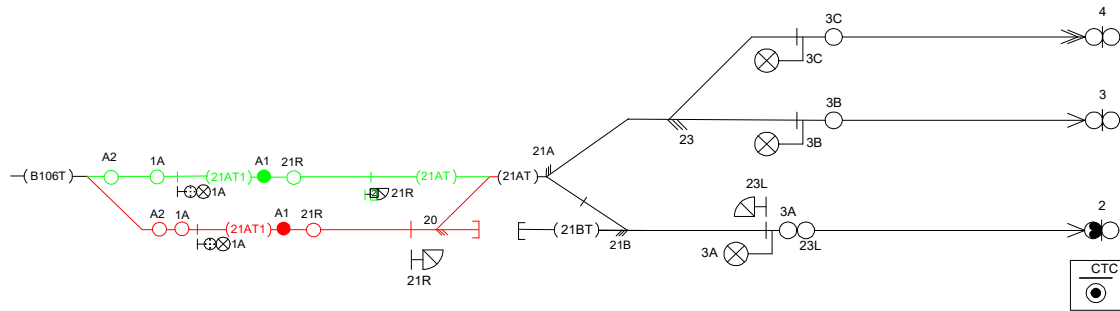 4
3C
3C
3
3B
3B
23
21A
A2
1A
A1
21R
(B106T)
(21AT1)
(21AT)
(21AT)
1A
2
21R
A2
1A
A1
21R
20
(21AT1)
1A
21R
(21BT)
21B
23L
3A
3A
23L
2
CTC